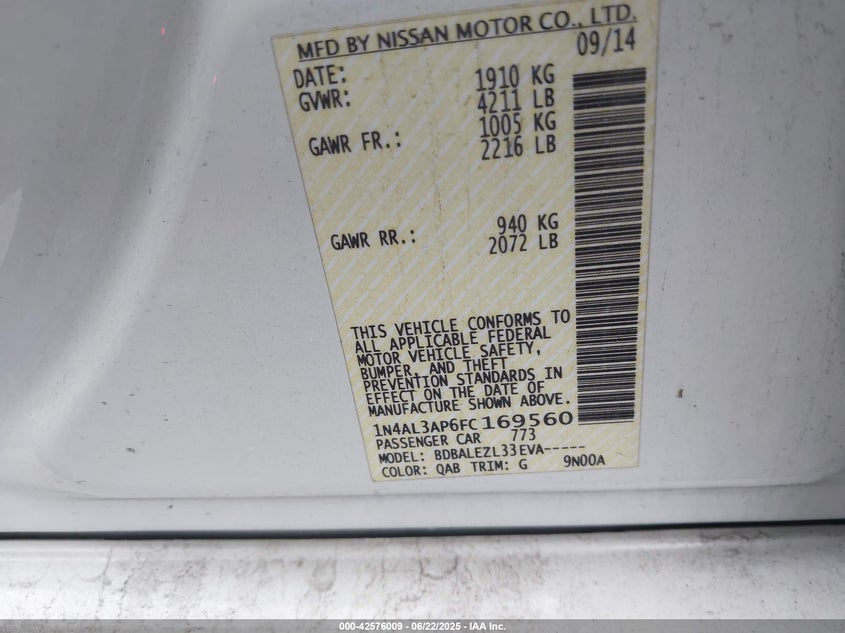 MFD BY NISSAN MOTOR CO., LTD.
DATE: 09/14
GVWR: 1910 KG
4211 LB
GAWR FR.: 1005 KG
2216 LB
GAWR RR.: 940 KG
2072 LB
THIS VEHICLE CONFORMS TO
ALL APPLICABLE FEDERAL
MOTOR VEHICLE SAFETY,
BUMPER, AND THEFT
PREVENTION STANDARDS IN
EFFECT ON THE DATE OF
MANUFACTURE SHOWN ABOVE.
1N4AL3AP6FC169560
PASSENGER CAR 773
MODEL: BDBALEZL33EVA-----
COLOR: QAB TRIM: G 9N00A
000-42576009 - 06/22/2025 - IAA Inc.